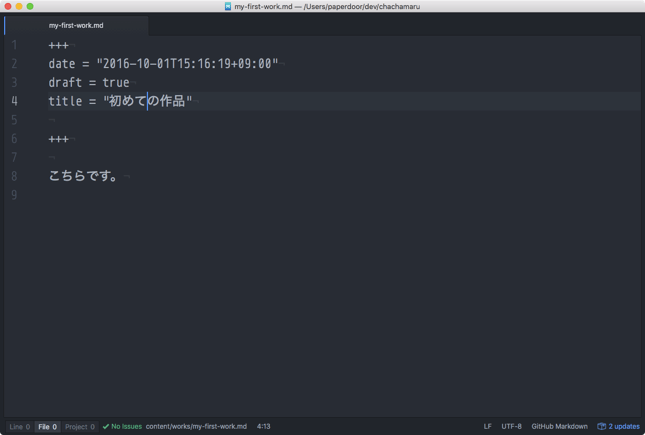 my-first-work.md — /Users/paperdoor/dev/chachamaru
my-first-work.md
1 +++
2 date = "2016-10-01T15:16:19+09:00"
3 draft = true
4 title = "初めての作品"
5
6 +++
7
8 こちらです。
9
Line 0 File 0 Project 0 No Issues content/works/my-first-work.md 4:13 LF UTF-8 GitHub Markdown 2 updates